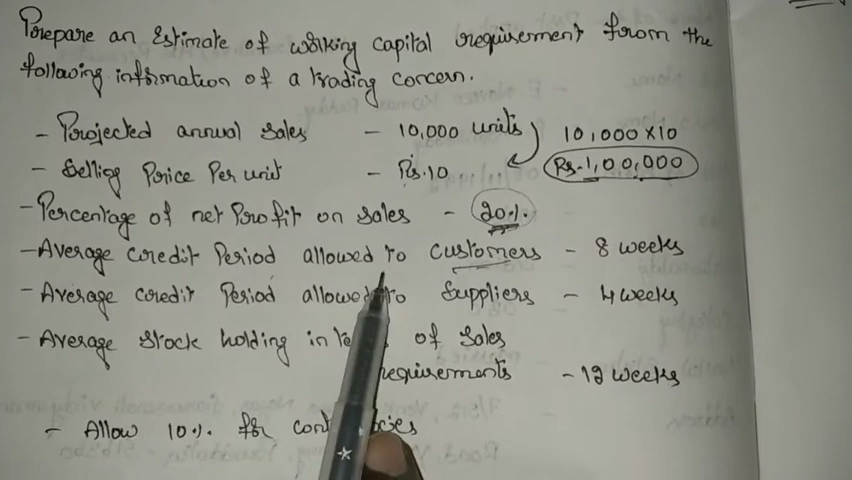 Prepare an Estimate of working capital requirement from the
following information of a trading concern.
- Projected annual sales - 10,000 units 10,000 x 10
- Selling Price Per unit - Rs.10 Rs.1,00,000
- Percentage of net Profit on sales - 20%.
- Average credit Period allowed to customers - 8 weeks
- Average credit Period allowed to Suppliers - 4 weeks
- Average stock holding in of sales
requirements - 12 weeks
- Allow 10% for